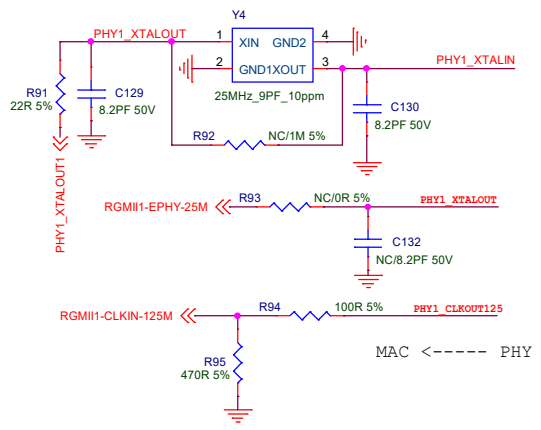 Y4
PHY1_XTALOUT
1
XIN
GND2
4
2
GND1
XOUT
3
PHY1_XTALIN
25MHz_9PF_10ppm
R91
22R 5%
C129
8.2PF 50V
C130
8.2PF 50V
R92
NC/1M 5%
PHY1_XTALOUT1
RGMII1-EPHY-25M
R93
NC/0R 5%
PHY1_XTALOUT
C132
NC/8.2PF 50V
RGMII1-CLKIN-125M
R94
100R 5%
PHY1_CLKOUT125
R95
470R 5%
MAC <----- PHY